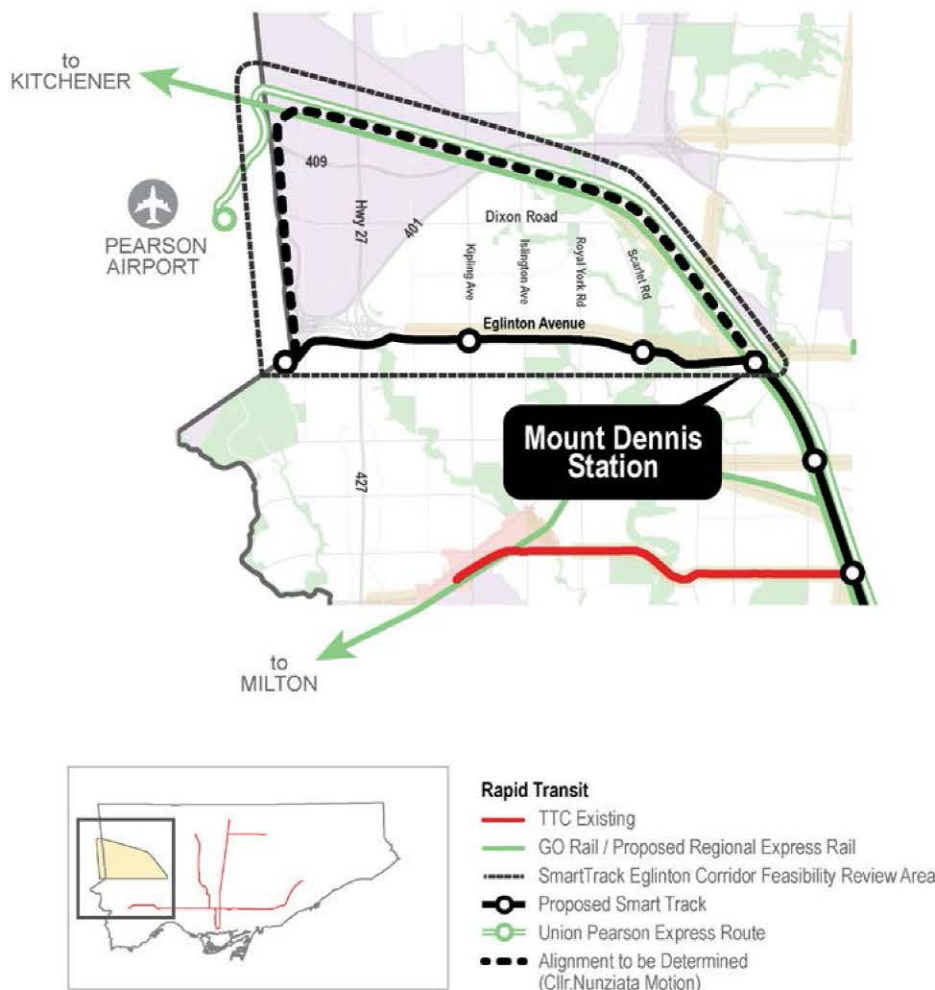 to
KITCHENER
409
Hwy 27
401
Dixon Road
PEARSON
AIRPORT
Kipling Ave
Islington Ave
Royal York Rd
Scarlet Rd
Eglinton Avenue
Mount Dennis
Station
427
to
MILTON
Rapid Transit
TTC Existing
GO Rail / Proposed Regional Express Rail
SmartTrack Eglinton Corridor Feasibility Review Area
Proposed Smart Track
Union Pearson Express Route
Alignment to be Determined
(Cllr.Nunziata Motion)